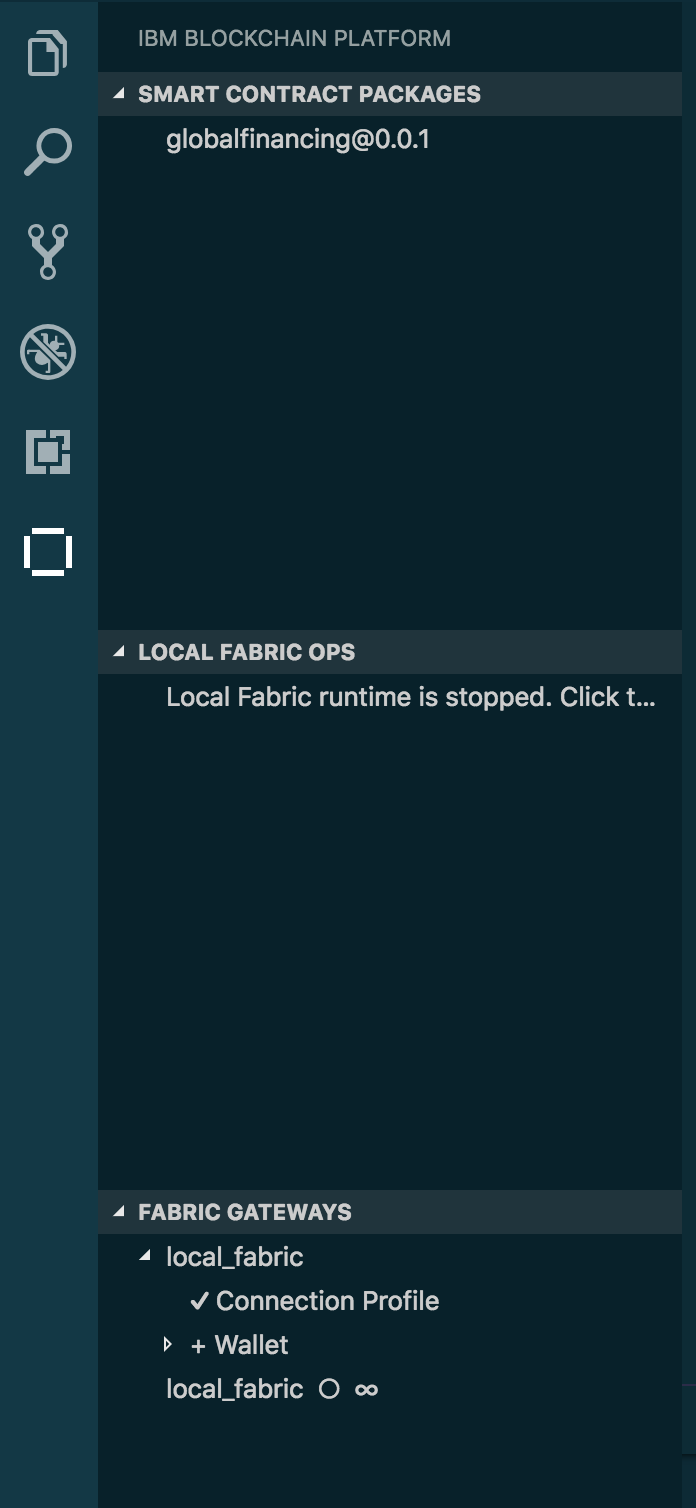 IBM BLOCKCHAIN PLATFORM
SMART CONTRACT PACKAGES
globalfinancing@0.0.1
LOCAL FABRIC OPS
Local Fabric runtime is stopped. Click t...
FABRIC GATEWAYS
local_fabric
✓ Connection Profile
+ Wallet
local_fabric ○ ∞